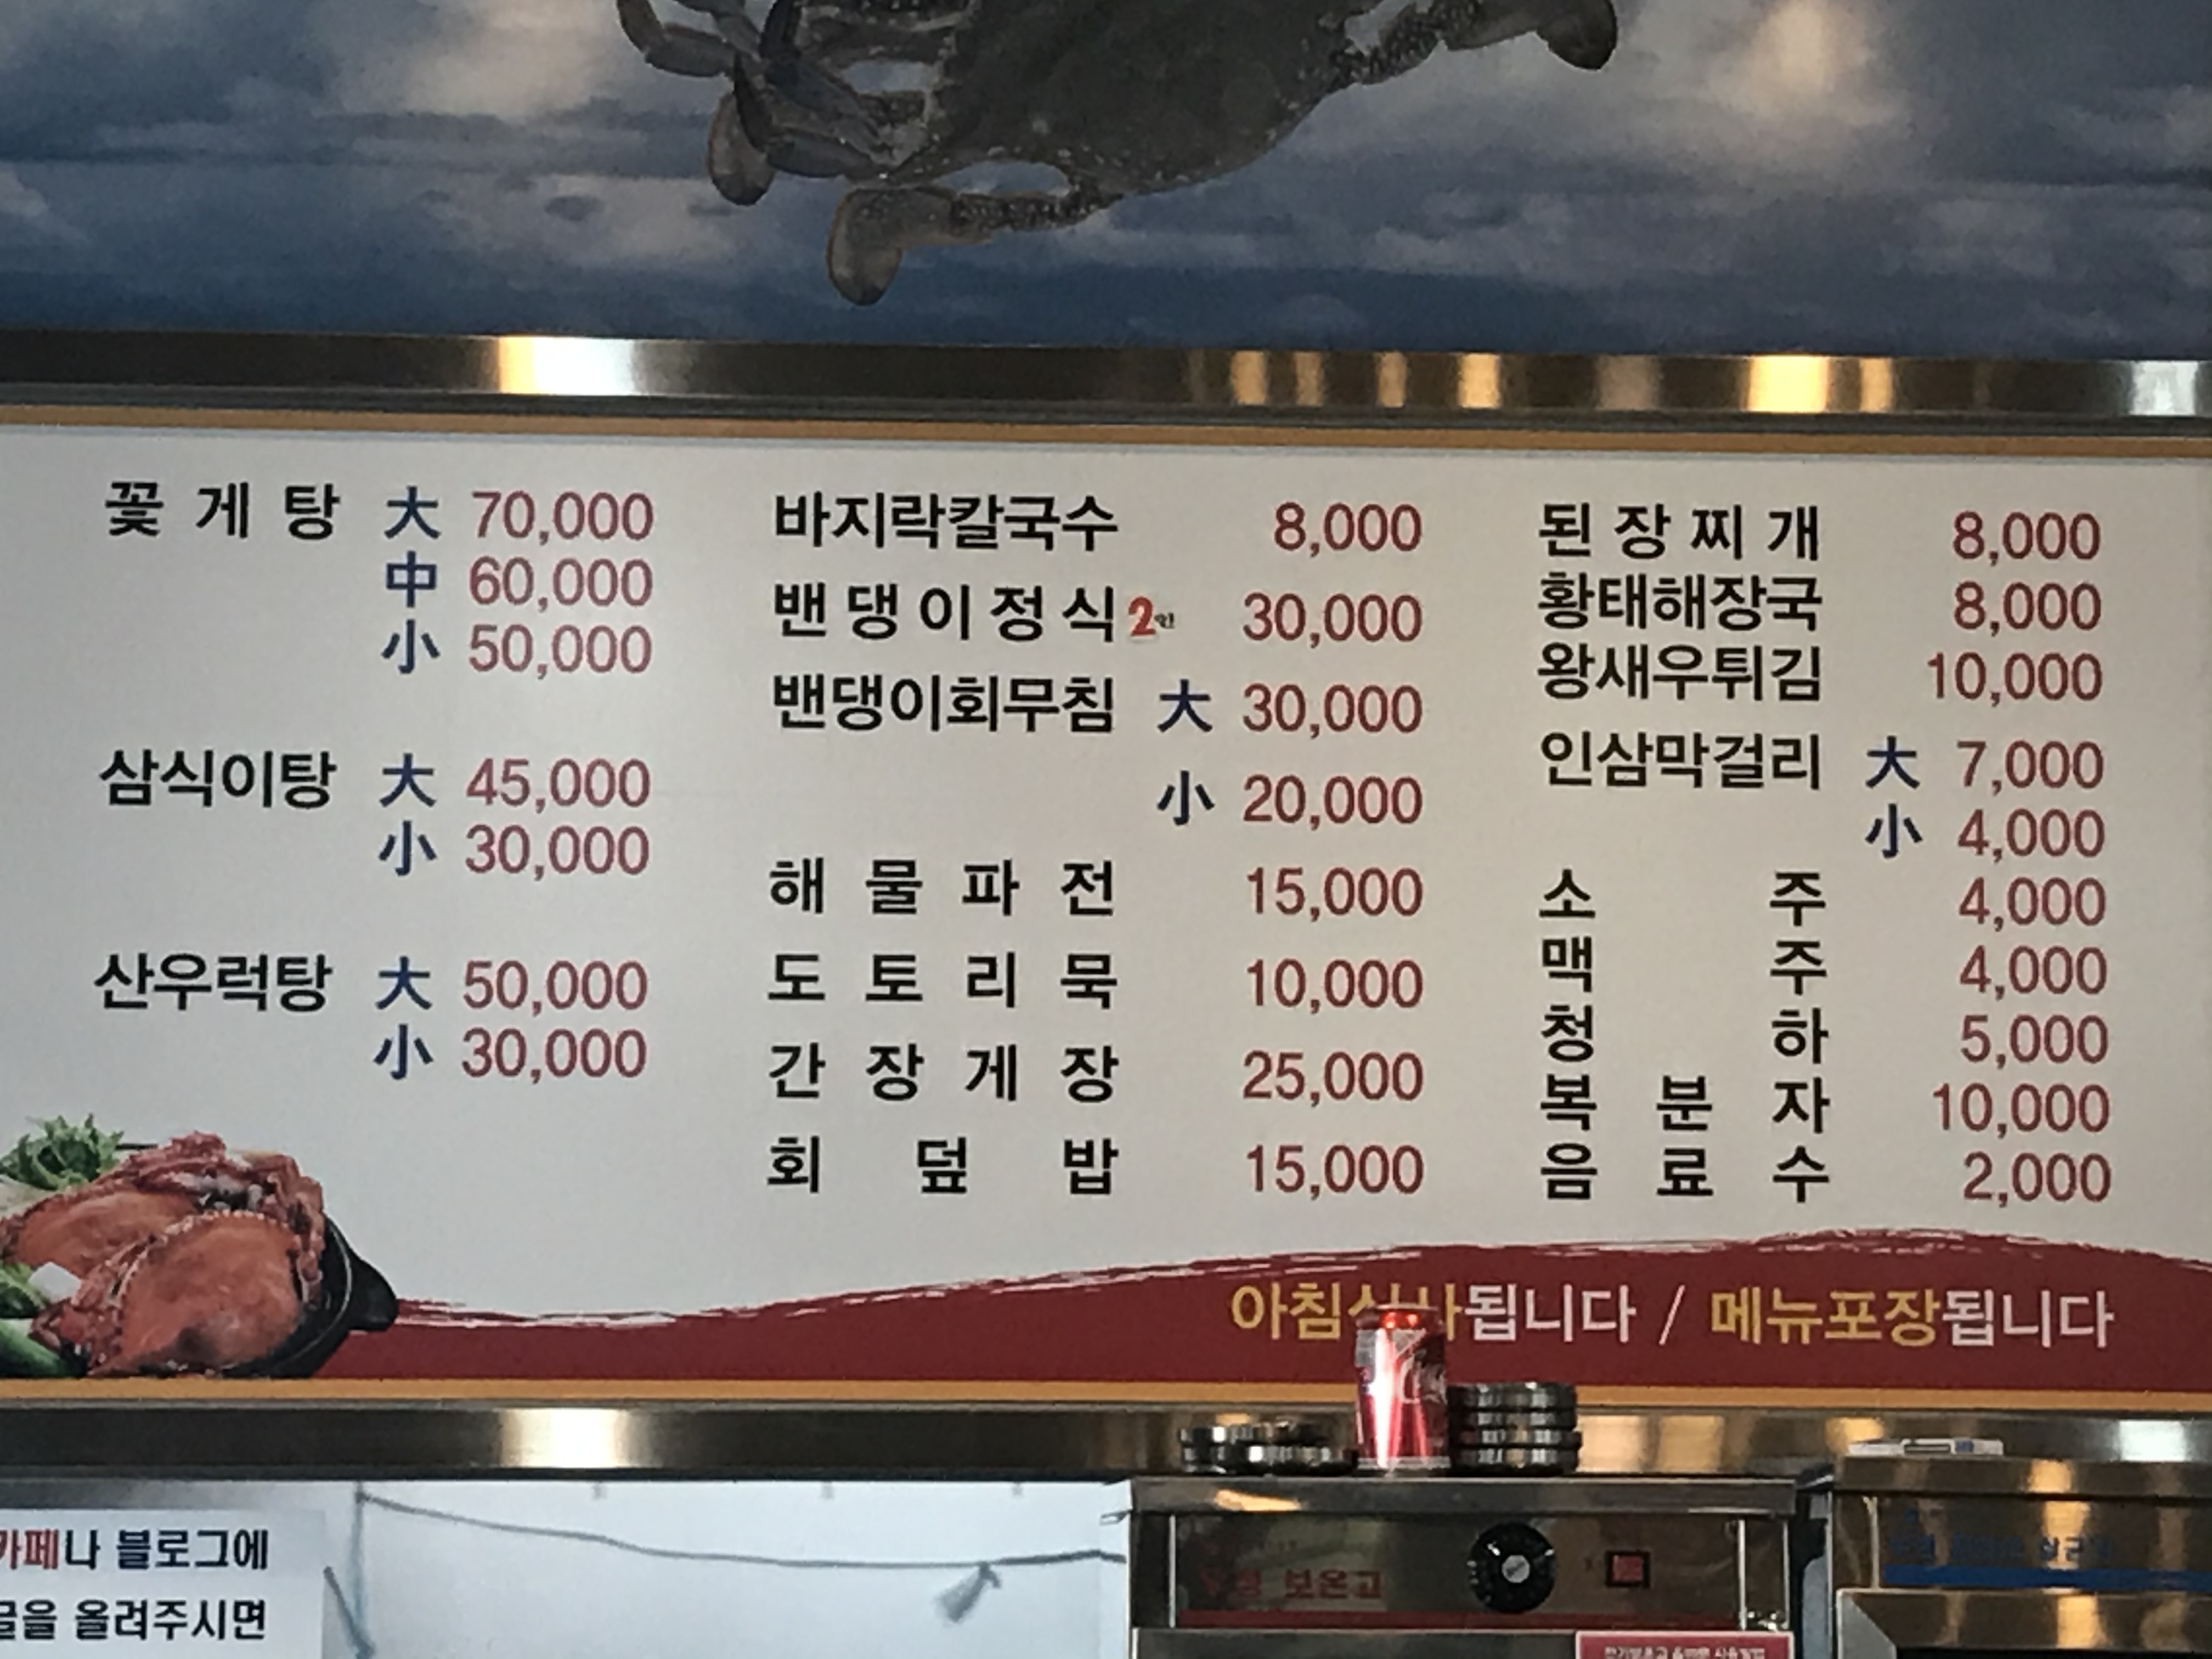 꽃게탕 大 70,000
中 60,000
小 50,000
삼식이탕 大 45,000
小 30,000
산우럭탕 大 50,000
小 30,000
바지락칼국수 8,000
밴댕이정식 2인 30,000
밴댕이회무침 大 30,000
小 20,000
해물파전 15,000
도토리묵 10,000
간장게장 25,000
회덮밥 15,000
된장찌개 8,000
황태해장국 8,000
왕새우튀김 10,000
인삼막걸리 大 7,000
小 4,000
소주 4,000
맥주 4,000
청하 5,000
복분자 10,000
음료수 2,000
아침식사됩니다 / 메뉴포장됩니다
카페나 블로그에
글을 올려주시면
보온고